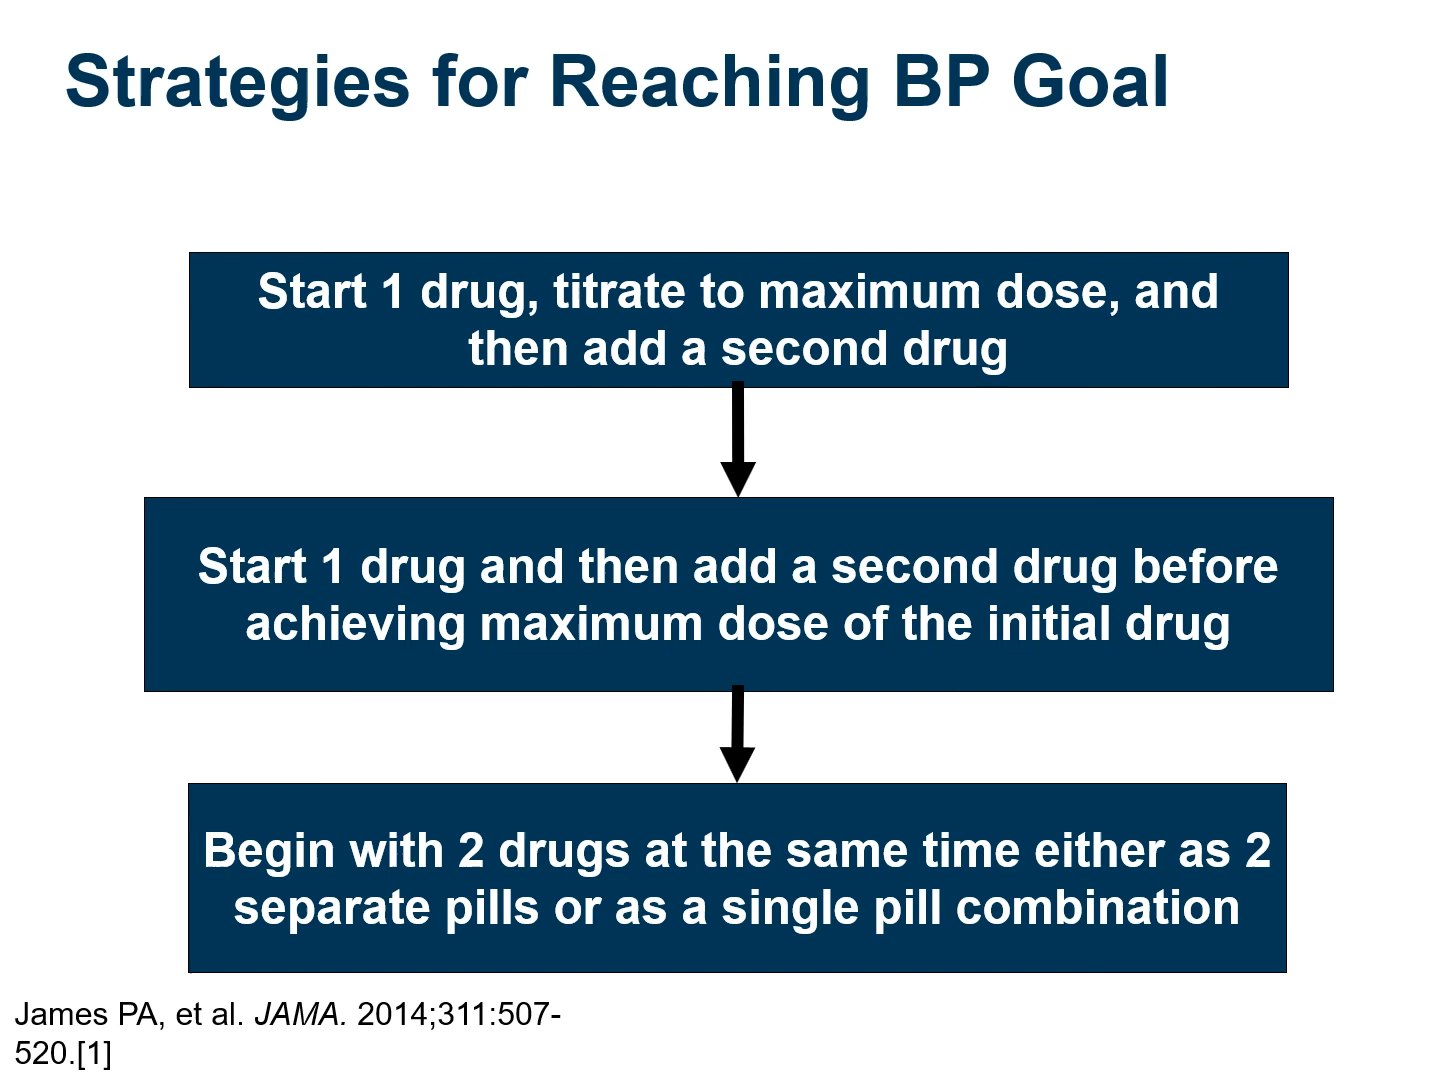 Strategies for Reaching BP Goal
Start 1 drug, titrate to maximum dose, and
then add a second drug
Start 1 drug and then add a second drug before
achieving maximum dose of the initial drug
Begin with 2 drugs at the same time either as 2
separate pills or as a single pill combination
James PA, et al. JAMA. 2014;311:507-
520.[1]